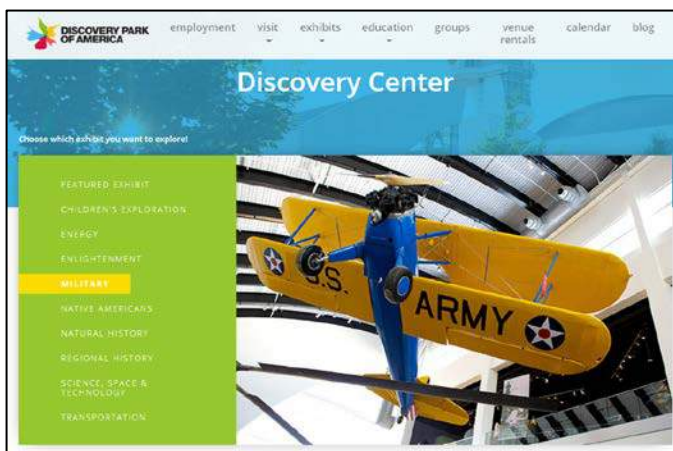 DISCOVERY PARK
OF AMERICA
employment
visit
exhibits
education
groups
venue
rentals
calendar
blog
Discovery Center
Choose which exhibit you want to explore!
FEATURED EXHIBIT
CHILDREN'S EXPLORATION
ENERGY
ENLIGHTENMENT
MILITARY
NATIVE AMERICANS
NATURAL HISTORY
REGIONAL HISTORY
SCIENCE, SPACE &
TECHNOLOGY
TRANSPORTATION
U.S. ARMY